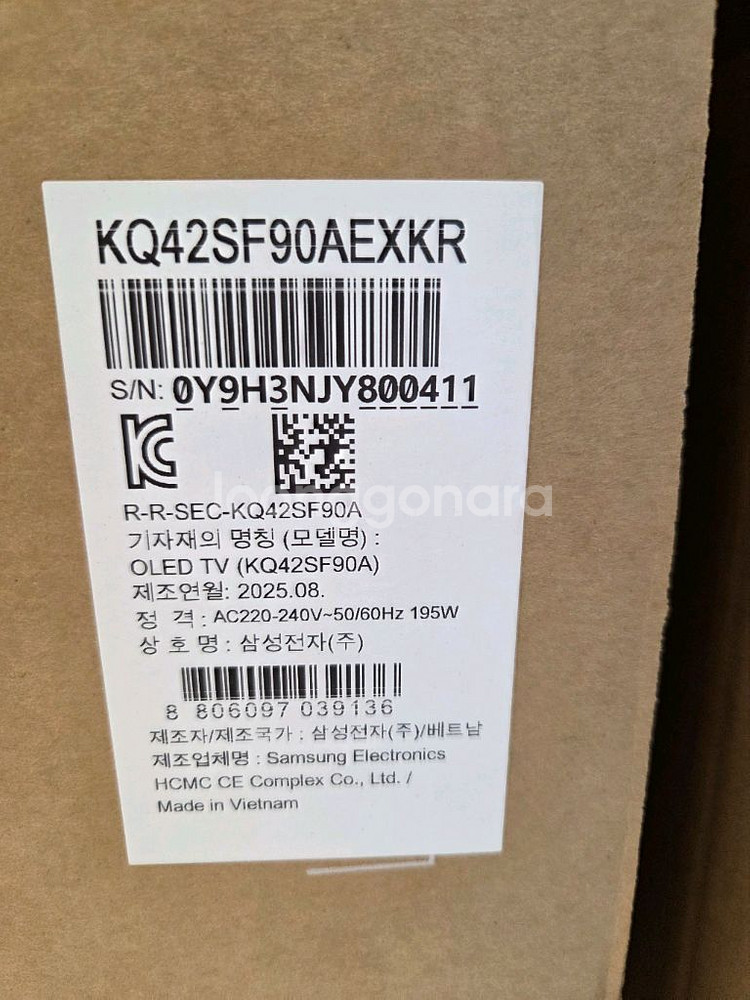 KQ42SF90AEXKR
S/N: 0Y9H3NJY800411
R-R-SEC-KQ42SF90A
기자재의 명칭 (모델명) :
OLED TV (KQ42SF90A)
제조연월: 2025.08.
정 격 : AC220-240V~50/60Hz 195W
상 호 명 : 삼성전자(주)
8 806097 039136
제조자/제조국가 : 삼성전자(주)/베트남
제조업체명 : Samsung Electronics
HCMC CE Complex Co., Ltd. /
Made in Vietnam